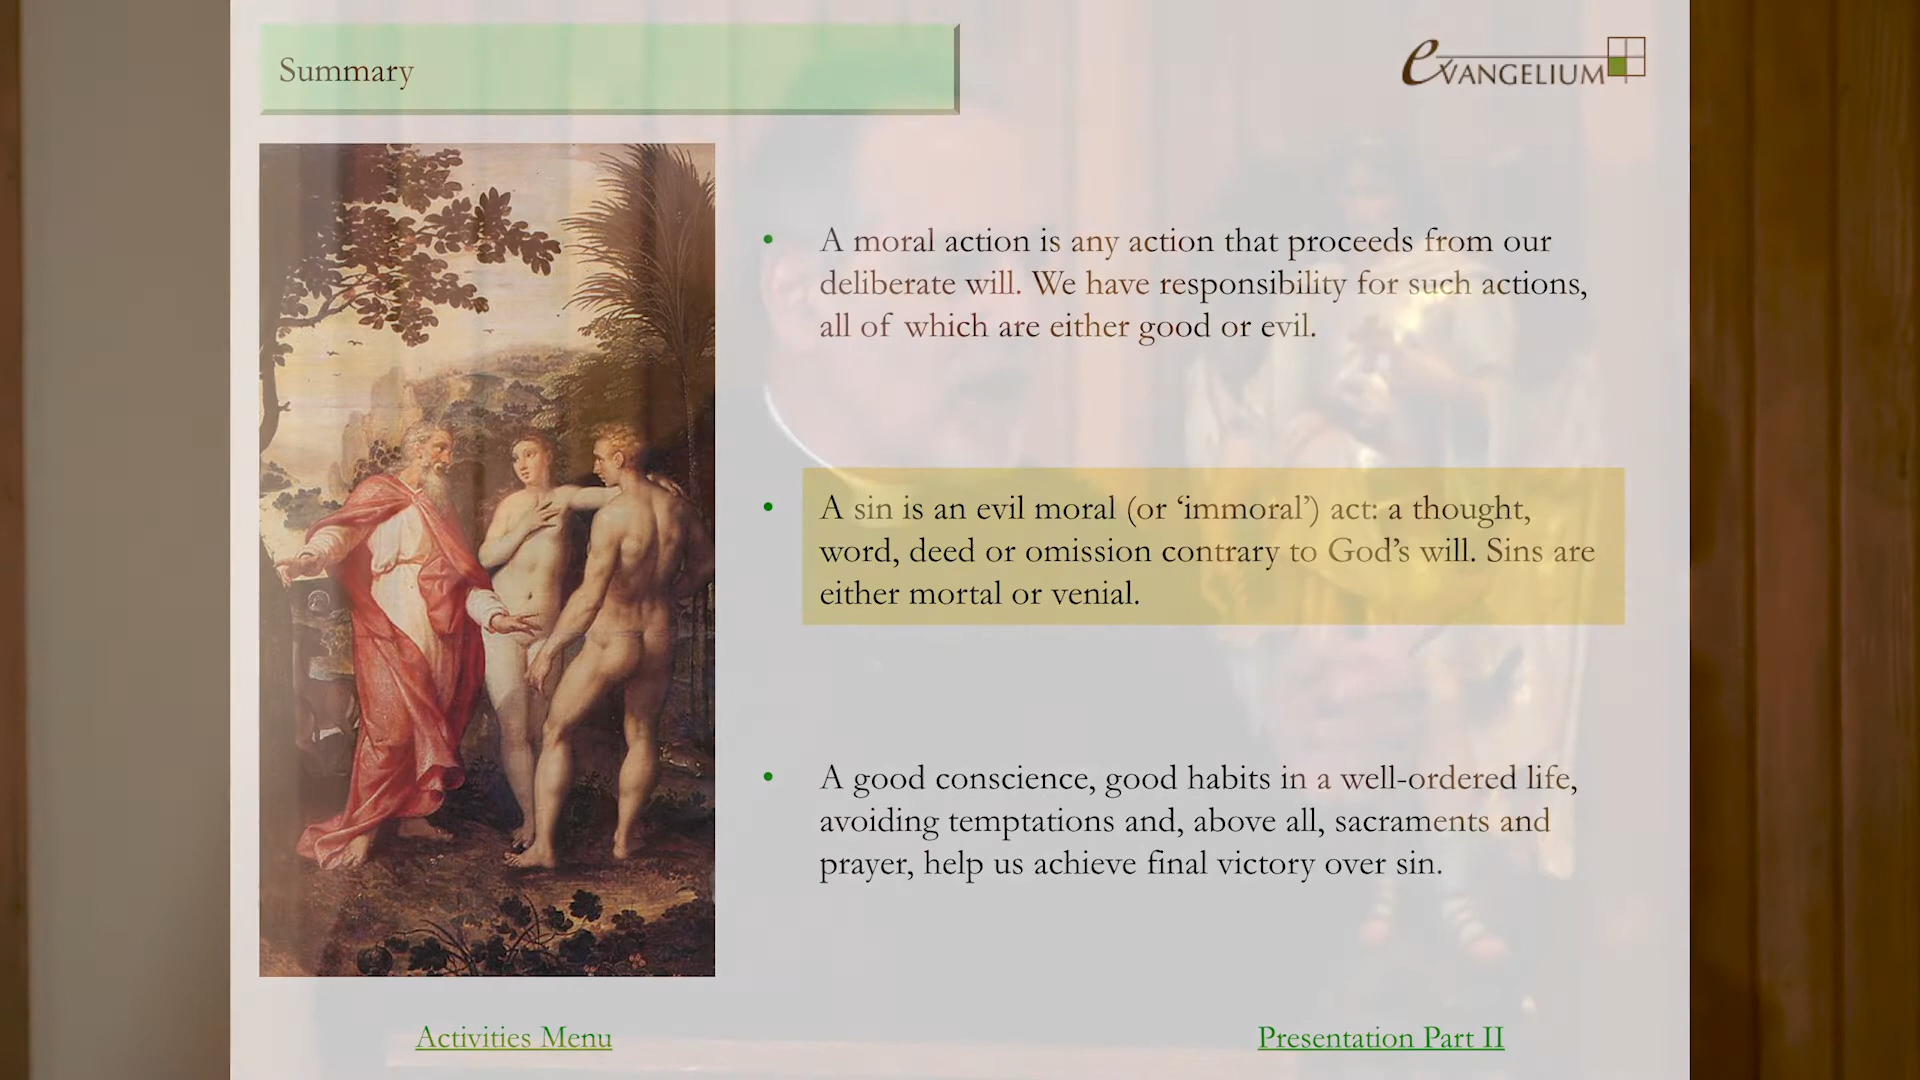 Summary
eVANGELIUM
• A moral action is any action that proceeds from our
deliberate will. We have responsibility for such actions,
all of which are either good or evil.
• A sin is an evil moral (or ‘immoral’) act: a thought,
word, deed or omission contrary to God’s will. Sins are
either mortal or venial.
• A good conscience, good habits in a well-ordered life,
avoiding temptations and, above all, sacraments and
prayer, help us achieve final victory over sin.
Activities Menu
Presentation Part II